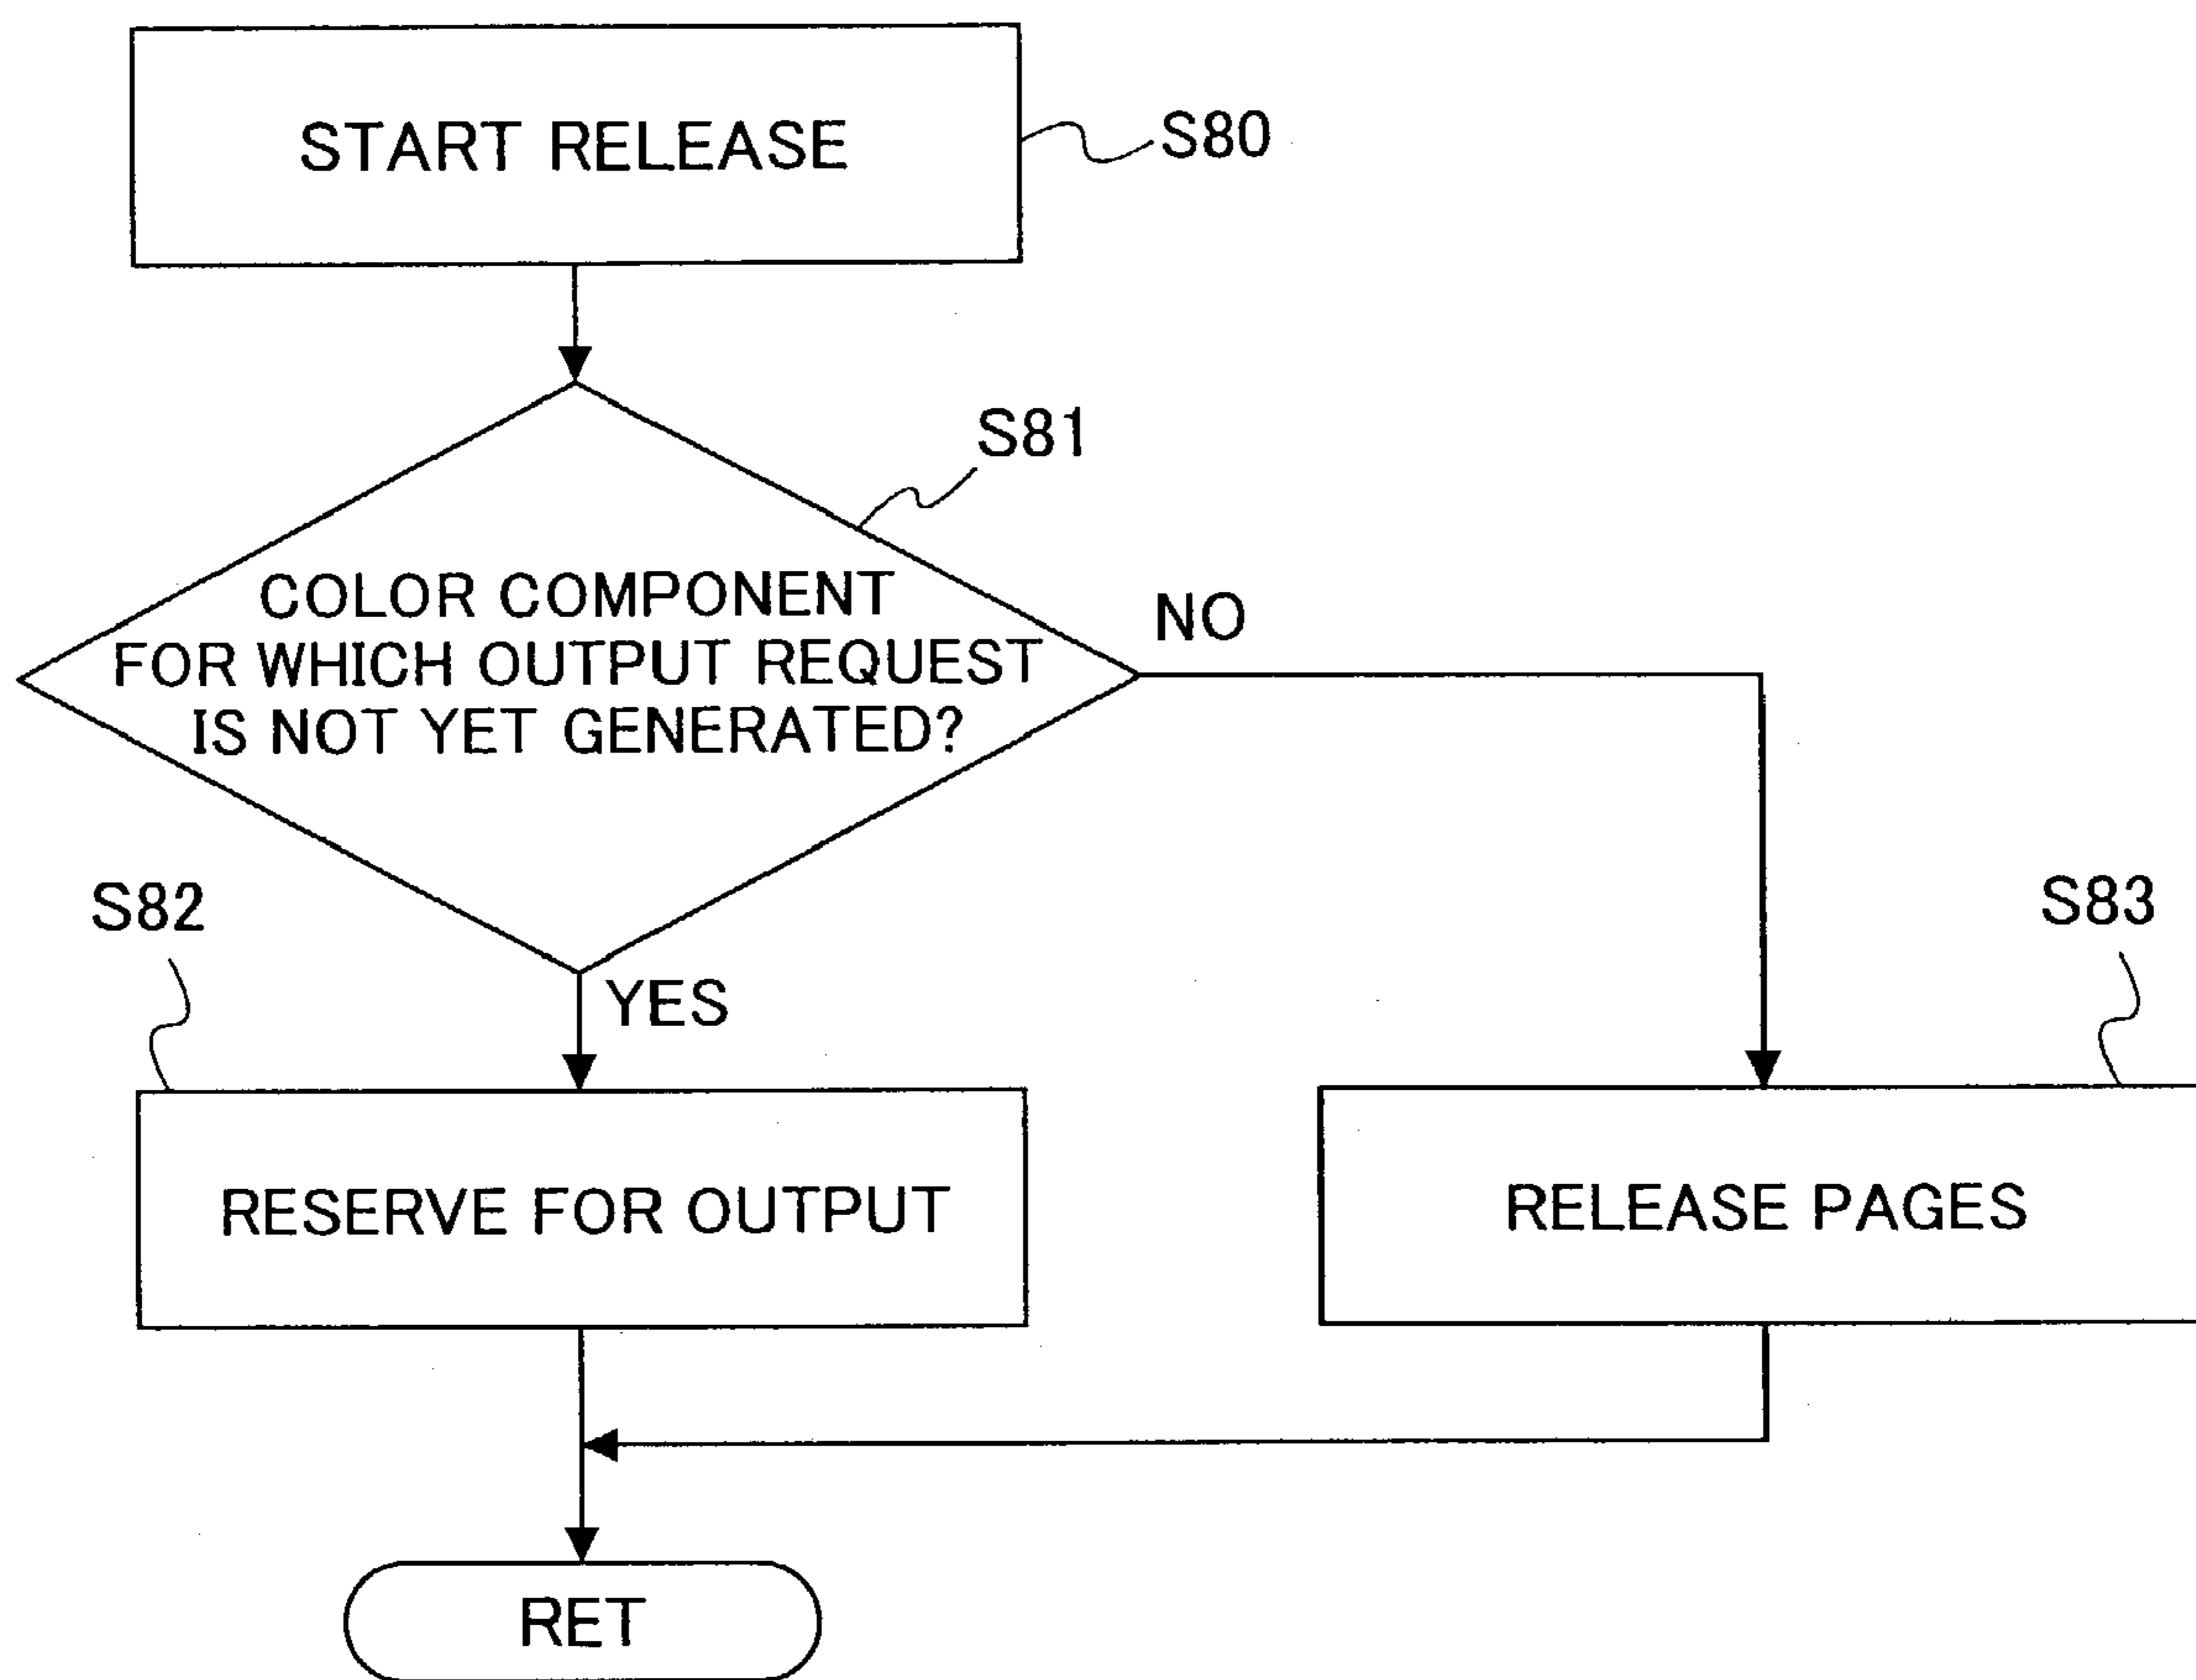 START RELEASE
S80
S81
COLOR COMPONENT
FOR WHICH OUTPUT REQUEST
IS NOT YET GENERATED?
NO
YES
S82
S83
RESERVE FOR OUTPUT
RELEASE PAGES
RET